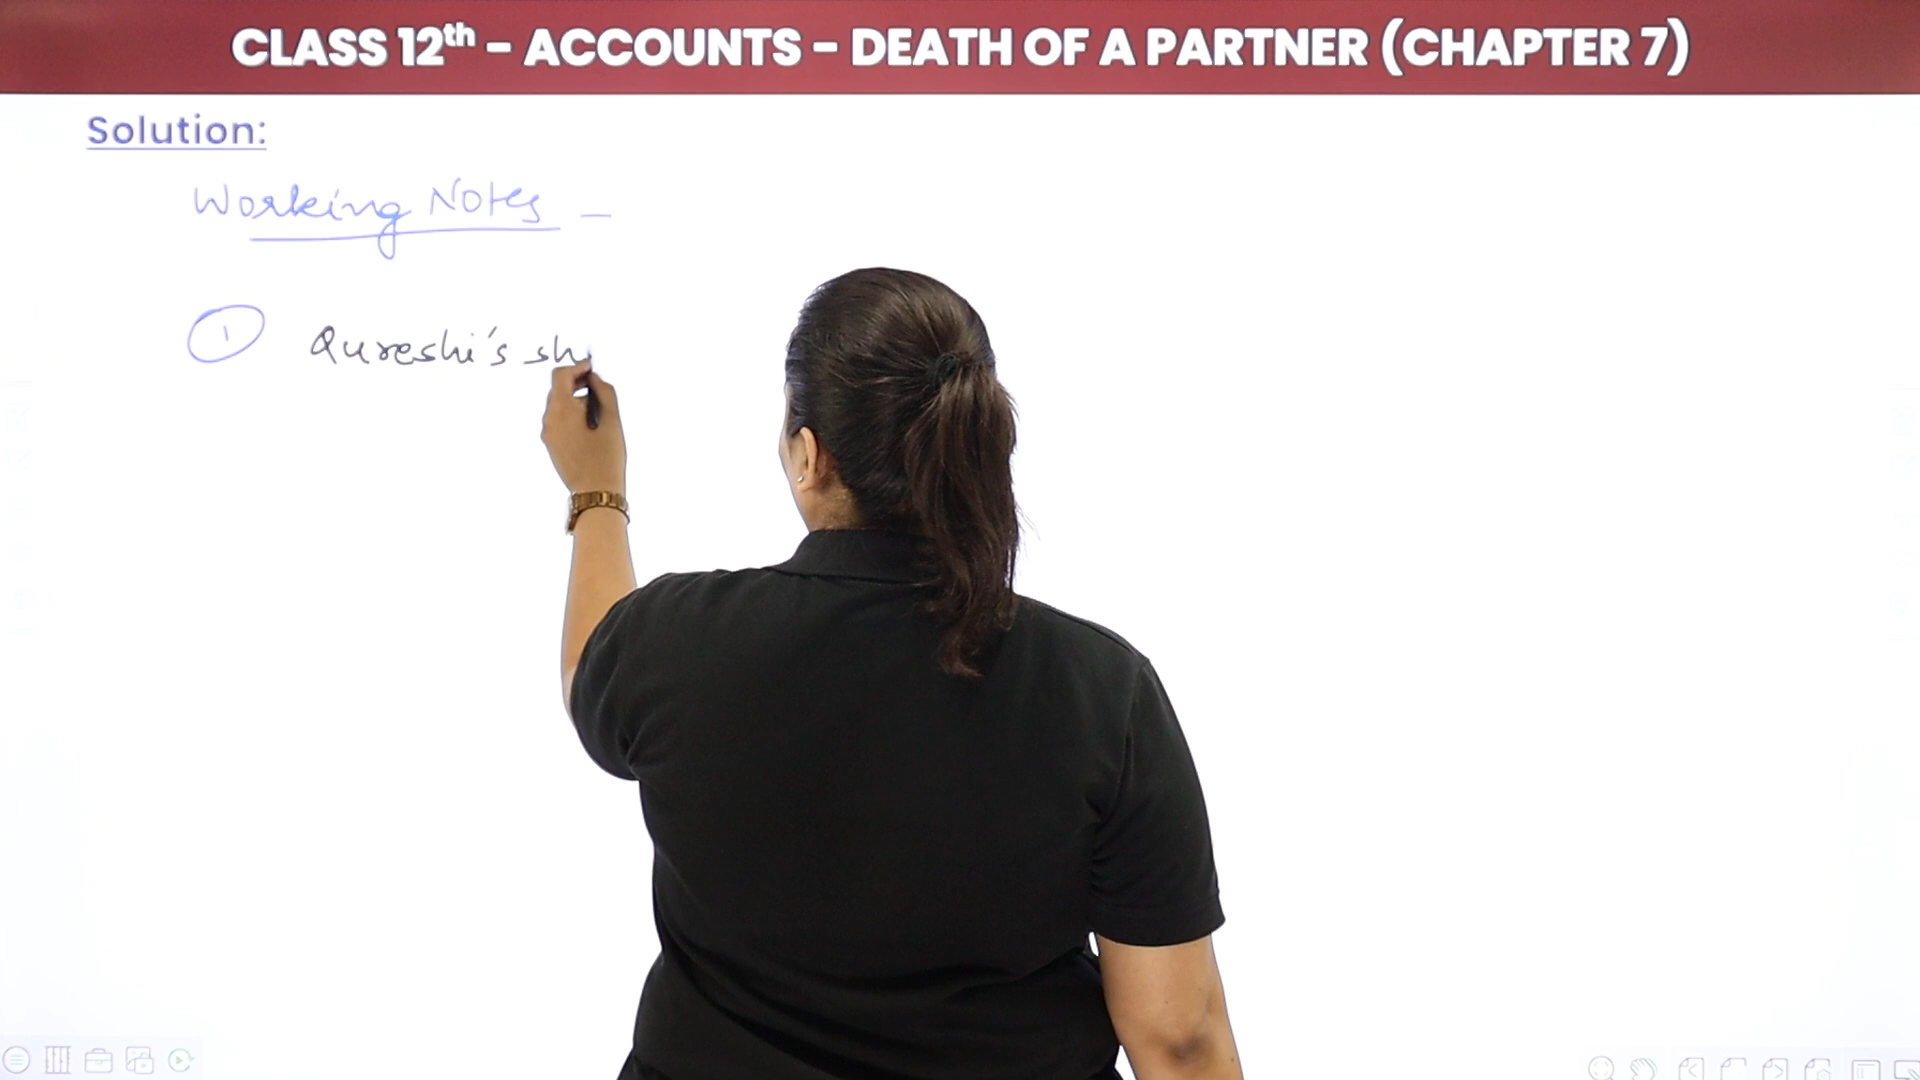 CLASS 12th - ACCOUNTS - DEATH OF A PARTNER (CHAPTER 7)
Solution:
Working Notes -
1 Qureshi's sh